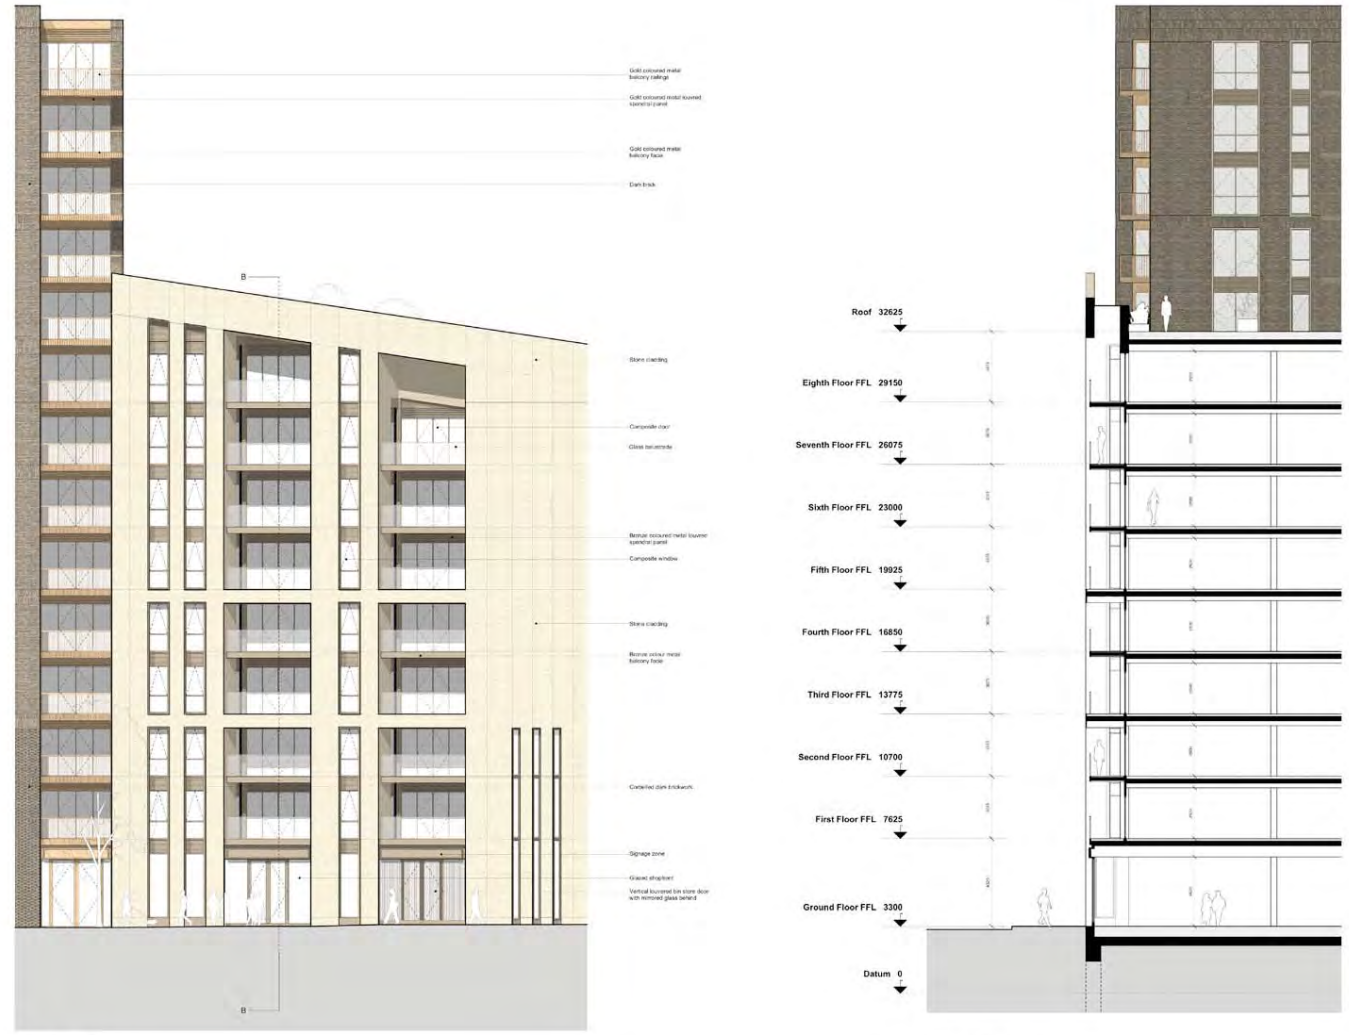 Gold coloured metal
balcony railings
Gold coloured metal louvred
spandrel panel
Gold coloured metal
balcony fascia
Dark brick
B
Stone cladding
Composite door
Glass balustrade
Bronze coloured metal louvred
spandrel panel
Composite window
Stone cladding
Bronze colour metal
balcony fascia
Corbelled dark brickwork
Signage zone
Glazed shopfront
Vertical louvered bin store door
with mirrored glass behind
B
Roof 32625
Eighth Floor FFL 29150
Seventh Floor FFL 26075
Sixth Floor FFL 23000
Fifth Floor FFL 19925
Fourth Floor FFL 16850
Third Floor FFL 13775
Second Floor FFL 10700
First Floor FFL 7625
Ground Floor FFL 3300
Datum 0